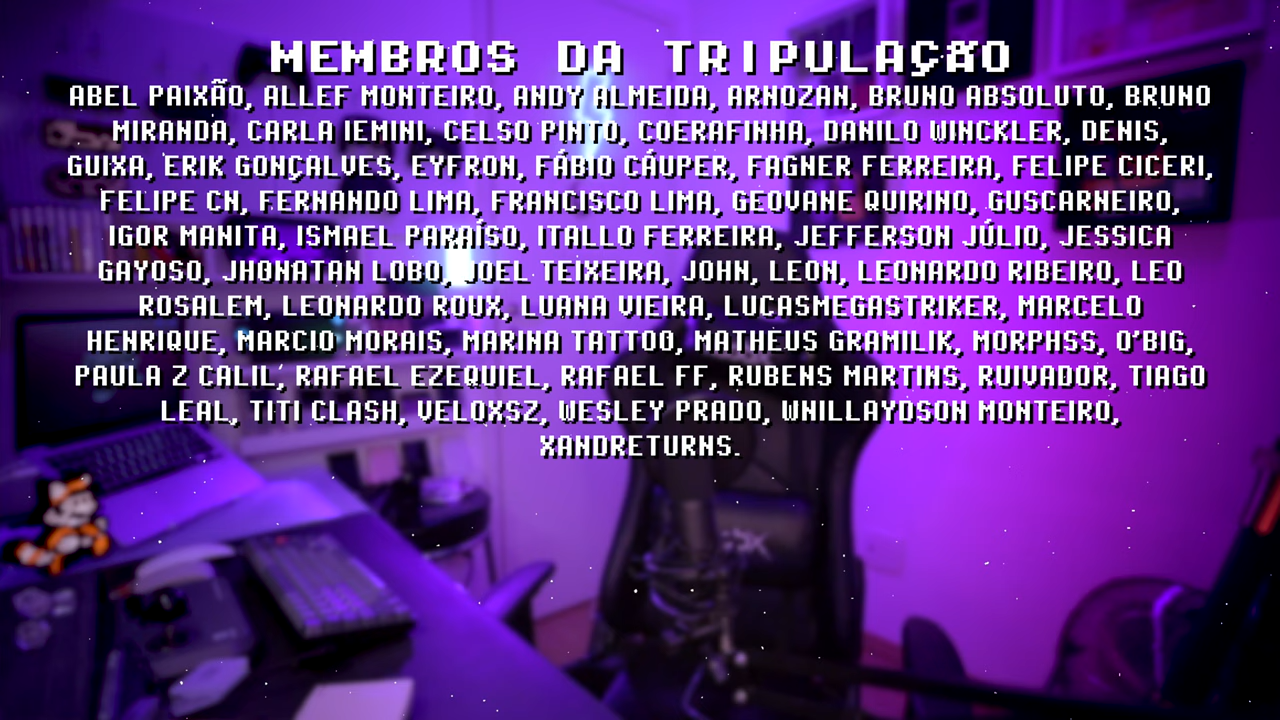 MEMBROS DA TRIPULAÇÃO
ABEL PAIXÃO, ALLEF MONTEIRO, ANDY ALMEIDA, ARNOZAN, BRUNO ABSOLUTO, BRUNO
MIRANDA, CARLA IEMINI, CELSO PINTO, COERAFINHA, DANILO WINCKLER, DENIS,
GUIXA, ERIK GONÇALVES, EYFRON, FÁBIO CÁUPER, FAGNER FERREIRA, FELIPE CICERI,
FELIPE CN, FERNANDO LIMA, FRANCISCO LIMA, GEOVANE QUIRINO, GUSCARNEIRO,
IGOR MANITA, ISMAEL PARAÍSO, ITALLO FERREIRA, JEFFERSON JÚLIO, JESSICA
GAYOSO, JHONATAN LOBO, JOEL TEIXEIRA, JOHN, LEON, LEONARDO RIBEIRO, LEO
ROSALEM, LEONARDO ROUX, LUANA VIEIRA, LUCASMEGASTRIKER, MARCELO
HENRIQUE, MARCIO MORAIS, MARINA TATTOO, MATHEUS GRAMILIK, MORPHSS, O'BIG,
PAULA Z CALIL, RAFAEL EZEQUIEL, RAFAEL FF, RUBENS MARTINS, RUIVADOR, TIAGO
LEAL, TITI CLASH, VELOXSZ, WESLEY PRADO, WNILLAYDSON MONTEIRO,
XANDRETURNS.